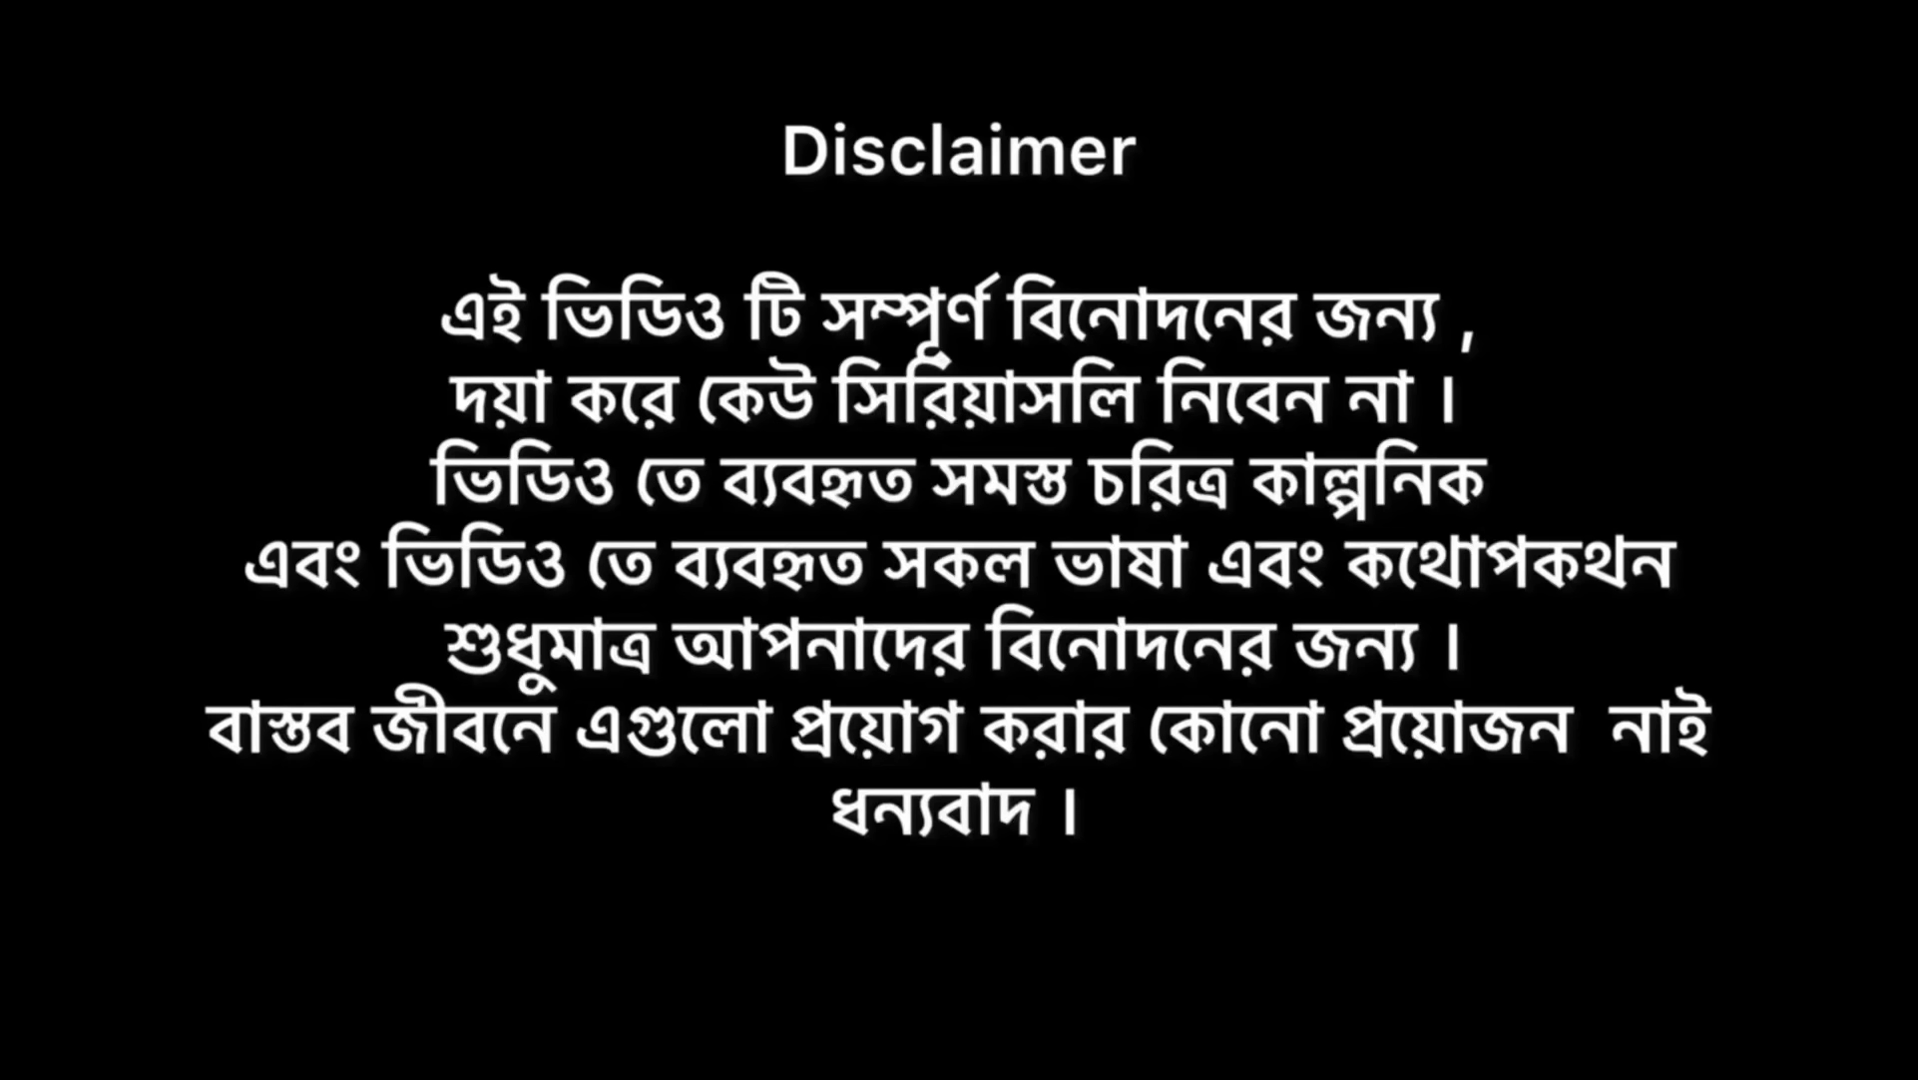 Disclaimer
এই ভিডিও টি সম্পূর্ণ বিনোদনের জন্য ,
দয়া করে কেউ সিরিয়াসলি নিবেন না ।
ভিডিও তে ব্যবহৃত সমস্ত চরিত্র কাল্পনিক
এবং ভিডিও তে ব্যবহৃত সকল ভাষা এবং কথোপকথন
শুধুমাত্র আপনাদের বিনোদনের জন্য ।
বাস্তব জীবনে এগুলো প্রয়োগ করার কোনো প্রয়োজন  নাই
ধন্যবাদ ।